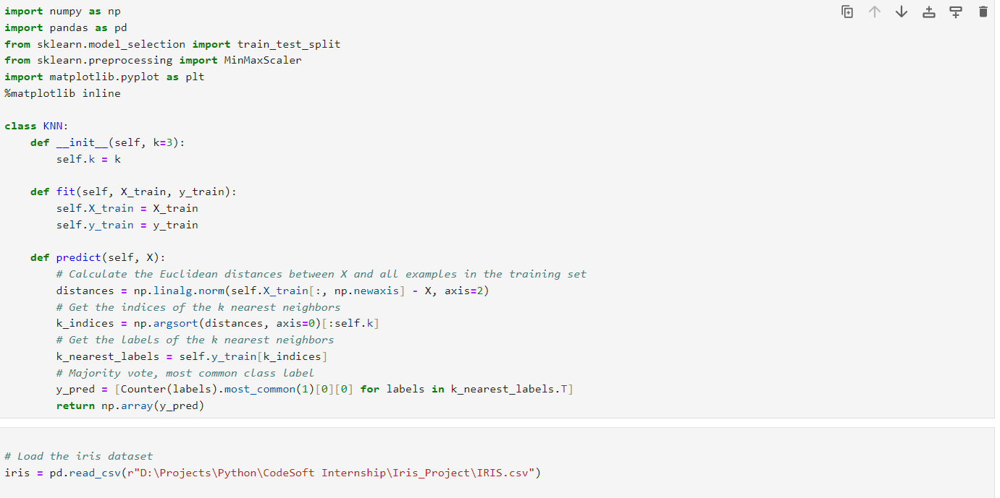 import numpy as np
import pandas as pd
from sklearn.model_selection import train_test_split
from sklearn.preprocessing import MinMaxScaler
import matplotlib.pyplot as plt
%matplotlib inline

class KNN:
    def __init__(self, k=3):
        self.k = k

    def fit(self, X_train, y_train):
        self.X_train = X_train
        self.y_train = y_train

    def predict(self, X):
        # Calculate the Euclidean distances between X and all examples in the training set
        distances = np.linalg.norm(self.X_train[:, np.newaxis] - X, axis=2)
        # Get the indices of the k nearest neighbors
        k_indices = np.argsort(distances, axis=0)[:self.k]
        # Get the labels of the k nearest neighbors
        k_nearest_labels = self.y_train[k_indices]
        # Majority vote, most common class label
        y_pred = [Counter(labels).most_common(1)[0][0] for labels in k_nearest_labels.T]
        return np.array(y_pred)

# Load the iris dataset
iris = pd.read_csv(r"D:\Projects\Python\CodeSoft Internship\Iris_Project\IRIS.csv")